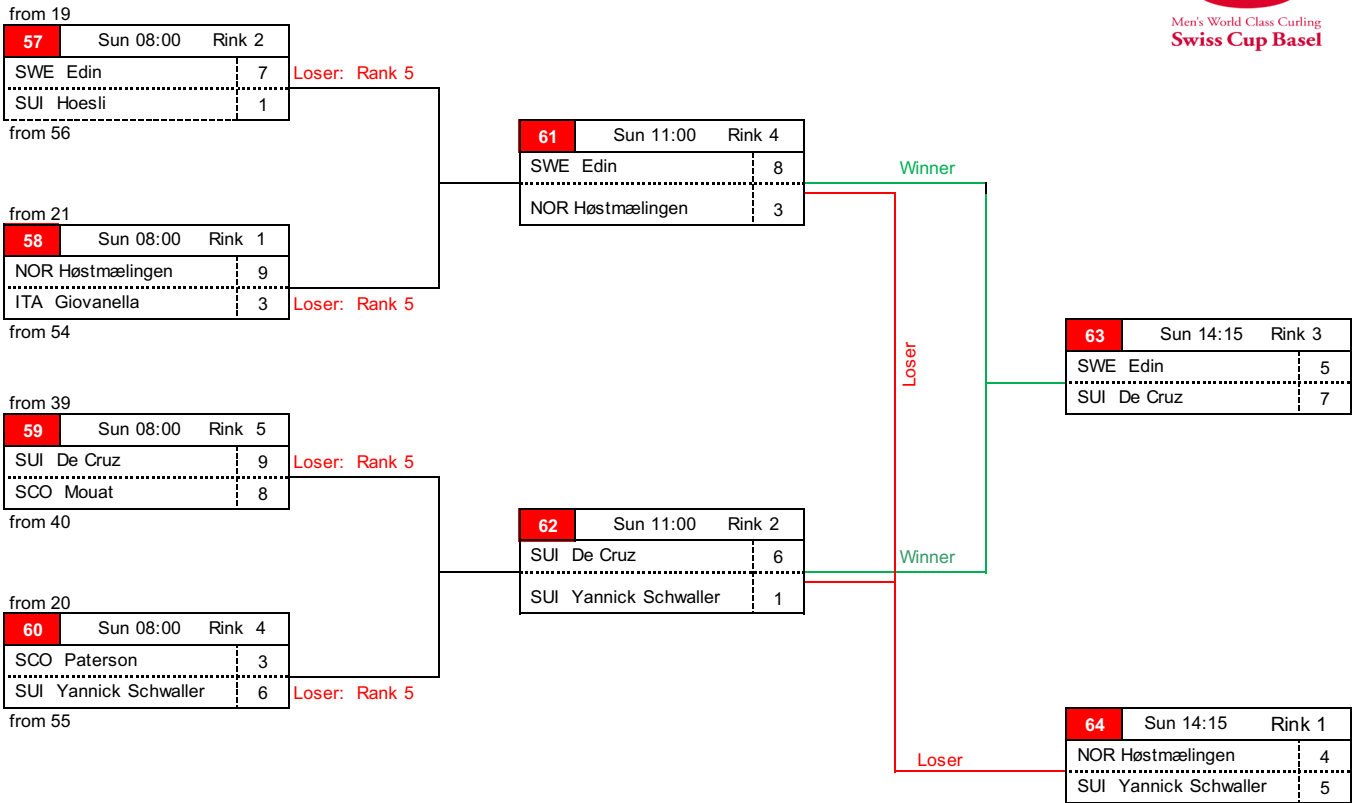 Men's World Class Curling
Swiss Cup Basel
from 19
57 Sun 08:00 Rink 2
SWE Edin 7
Loser: Rank 5
SUI Hoesli 1
from 56
from 21
58 Sun 08:00 Rink 1
NOR Høstmælingen 9
ITA Giovanella 3
Loser: Rank 5
from 54
from 39
59 Sun 08:00 Rink 5
SUI De Cruz 9
Loser: Rank 5
SCO Mouat 8
from 40
from 20
60 Sun 08:00 Rink 4
SCO Paterson 3
SUI Yannick Schwaller 6
Loser: Rank 5
from 55
61 Sun 11:00 Rink 4
SWE Edin 8
NOR Høstmælingen 3
Winner
Loser
62 Sun 11:00 Rink 2
SUI De Cruz 6
SUI Yannick Schwaller 1
Winner
Loser
63 Sun 14:15 Rink 3
SWE Edin 5
SUI De Cruz 7
64 Sun 14:15 Rink 1
NOR Høstmælingen 4
SUI Yannick Schwaller 5